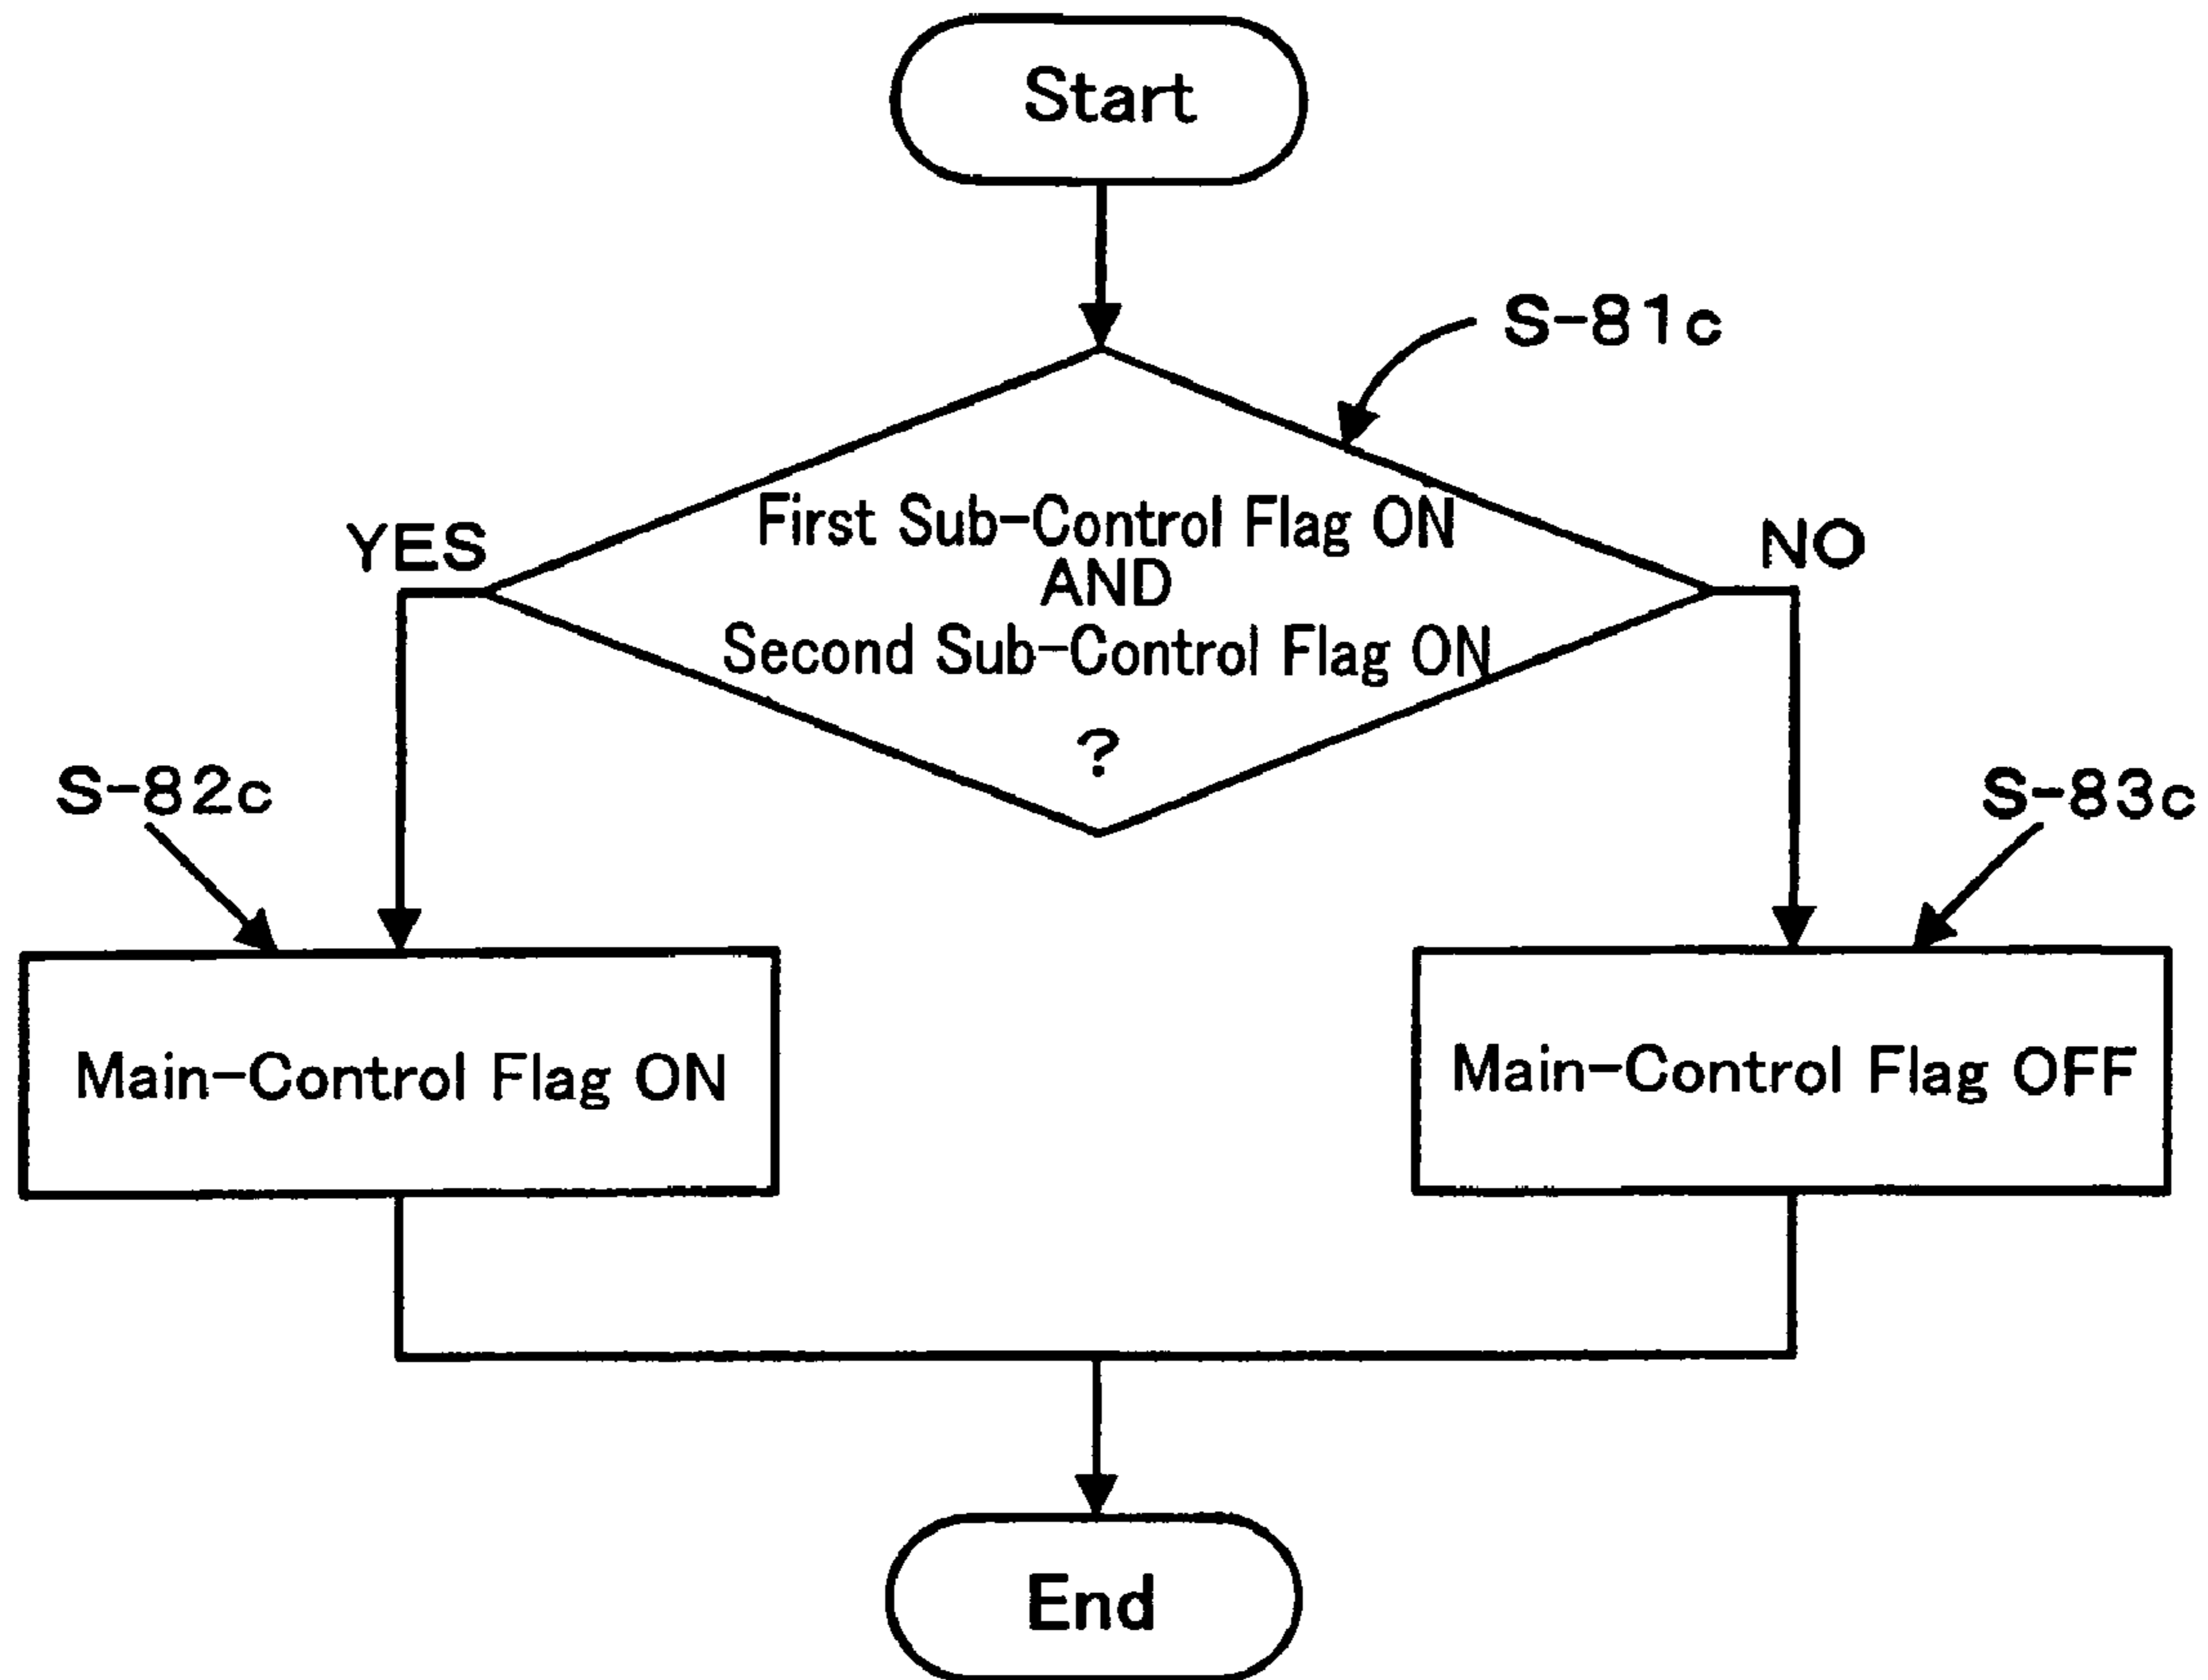 Start
S-81c
First Sub-Control Flag ON
AND
Second Sub-Control Flag ON
?
YES
NO
S-82c
S-83c
Main-Control Flag ON
Main-Control Flag OFF
End